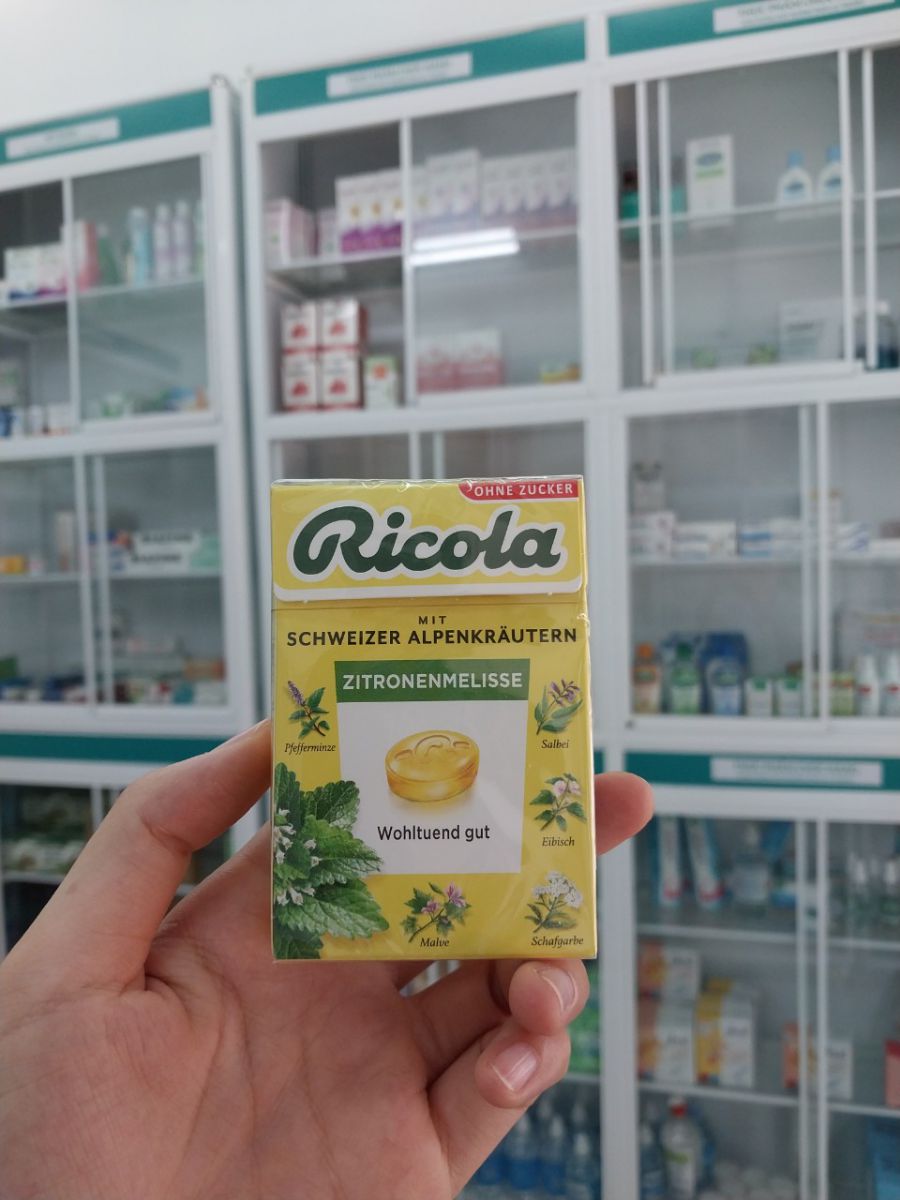 OHNE ZUCKER
Ricola
MIT
SCHWEIZER ALPENKRÄUTERN
ZITRONENMELISSE
Pfefferminze
Salbei
Wohltuend gut
Eibisch
Malve
Schafgarbe